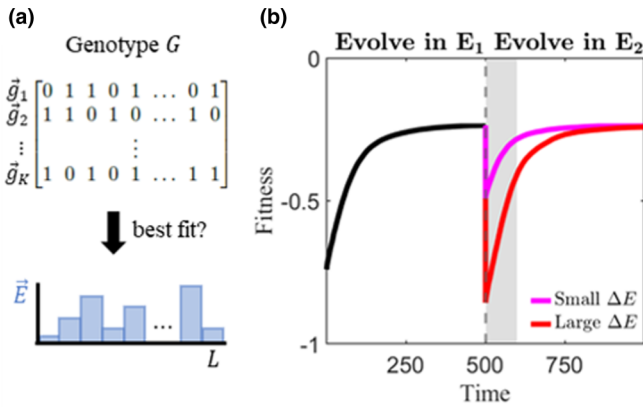 (a)
Genotype G
g⃗₁ 0 1 1 0 1 … 0 1
g⃗₂ 1 1 0 1 0 … 1 0
⋮ ⋮
g⃗_K 1 0 1 0 1 … 1 1
best fit?
E⃗
...
L
(b)
Evolve in E₁ Evolve in E₂
0
-0.5
-1
Fitness
250 500 750
Time
Small ΔE
Large ΔE